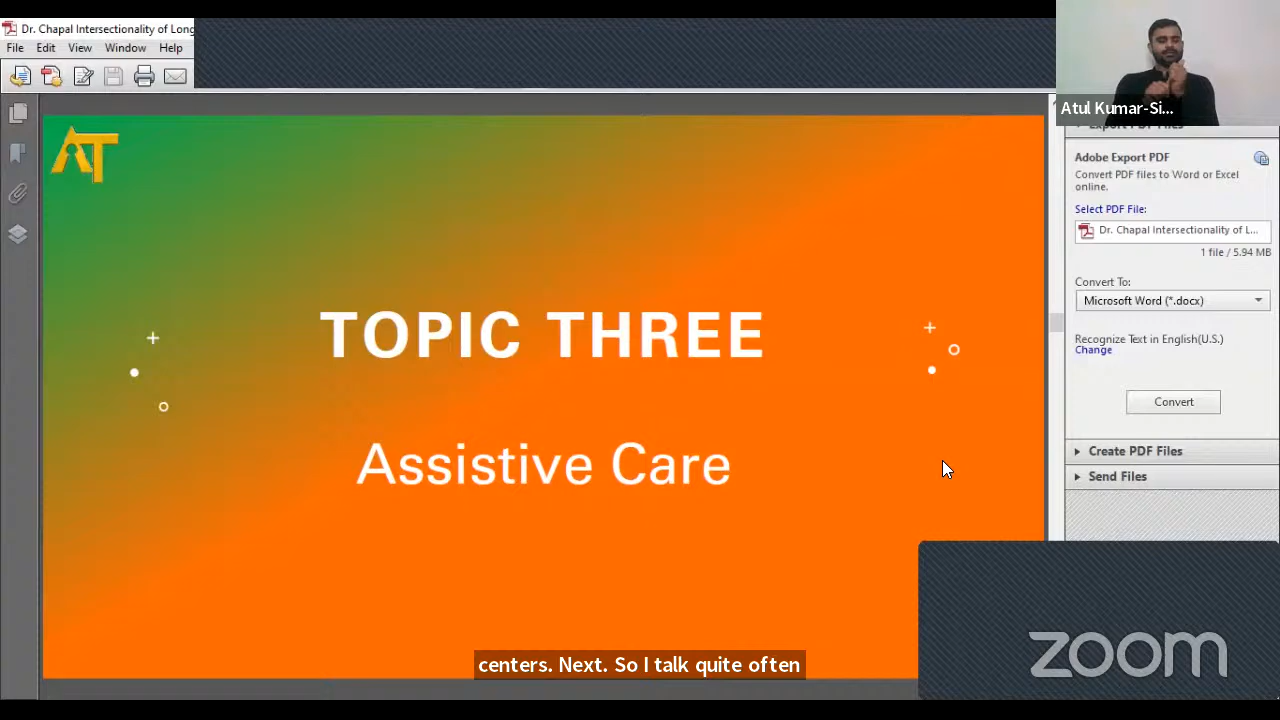 Dr. Chapal Intersectionality of Long
File Edit View Window Help
Atul Kumar-Si...
AT
TOPIC THREE
Assistive Care
Adobe Export PDF
Convert PDF files to Word or Excel
online.
Select PDF File:
Dr. Chapal Intersectionality of L...
1 file / 5.94 MB
Convert To:
Microsoft Word (*.docx)
Recognize Text in English(U.S.)
Change
Convert
Create PDF Files
Send Files
centers. Next. So I talk quite often
zoom